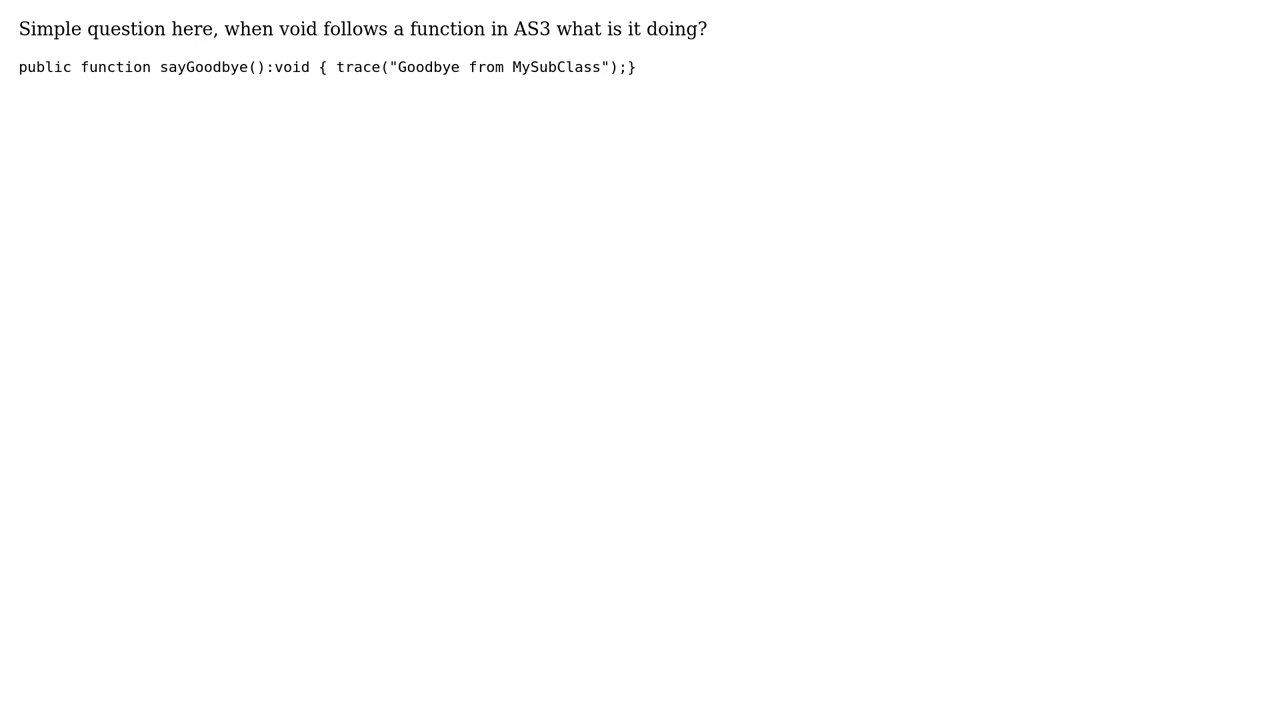 Simple question here, when void follows a function in AS3 what is it doing?
public function sayGoodbye():void { trace("Goodbye from MySubClass");}